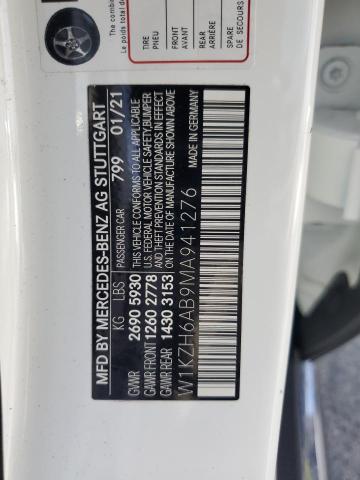 The combined
TIRE FRONT REAR SPARE
PNEU AVANT ARRIÈRE DE SECOURS
MFD BY MERCEDES-BENZ AG STUTTGART
PASSENGER CAR 799 01/21
KG LBS
GVWR 2690 5930
GAWR FRONT 1260 2778
GAWR REAR 1430 3153
THIS VEHICLE CONFORMS TO ALL APPLICABLE
U.S. FEDERAL MOTOR VEHICLE SAFETY, BUMPER
AND THEFT PREVENTION STANDARDS IN EFFECT
ON THE DATE OF MANUFACTURE SHOWN ABOVE
W1KZH6AB9MA941276
MADE IN GERMANY